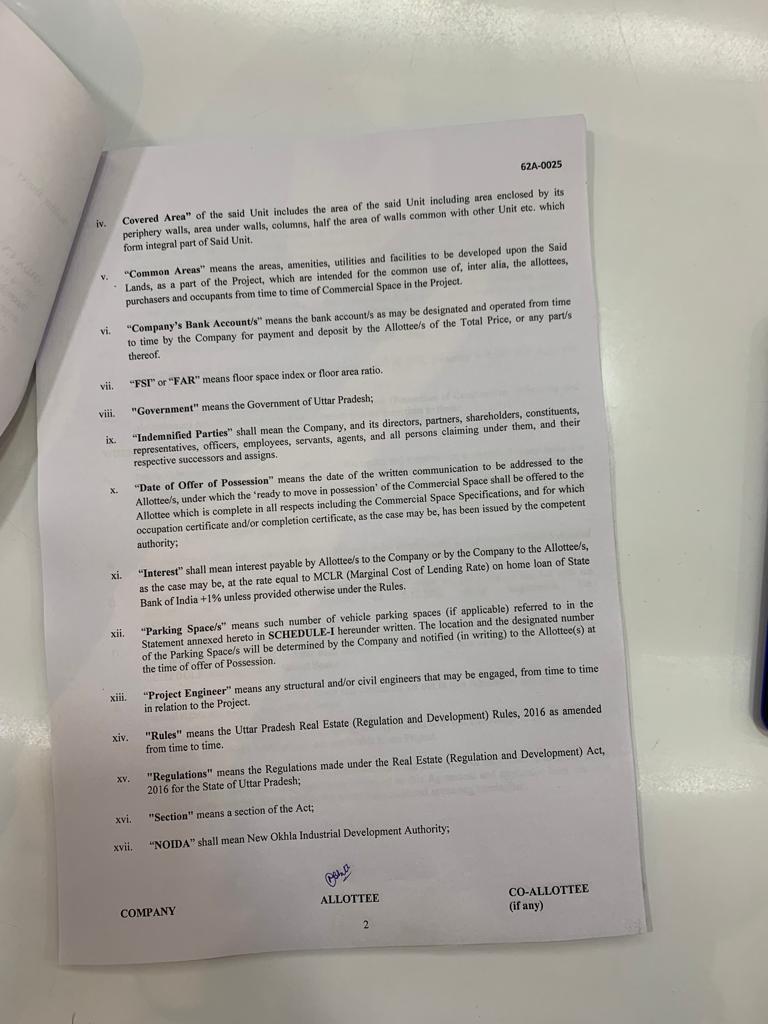 62A-0025
iv. Covered Area" of the said Unit includes the area of the said Unit including area enclosed by its
periphery walls, area under walls, columns, half the area of walls common with other Unit etc. which
form integral part of Said Unit.
v. "Common Areas" means the areas, amenities, utilities and facilities to be developed upon the Said
Lands, as a part of the Project, which are intended for the common use of, inter alia, the allottees,
purchasers and occupants from time to time of Commercial Space in the Project.
vi. "Company's Bank Account/s" means the bank account/s as may be designated and operated from time
to time by the Company for payment and deposit by the Allottee/s of the Total Price, or any part/s
thereof.
vii. "FSI" or "FAR" means floor space index or floor area ratio.
viii. "Government" means the Government of Uttar Pradesh;
ix. "Indemnified Parties" shall mean the Company, and its directors, partners, shareholders, constituents,
representatives, officers, employees, servants, agents, and all persons claiming under them, and their
respective successors and assigns.
x. "Date of Offer of Possession" means the date of the written communication to be addressed to the
Allottee/s, under which the 'ready to move in possession' of the Commercial Space shall be offered to the
Allottee which is complete in all respects including the Commercial Space Specifications, and for which
occupation certificate and/or completion certificate, as the case may be, has been issued by the competent
authority;
xi. "Interest" shall mean interest payable by Allottee/s to the Company or by the Company to the Allottee/s,
as the case may be, at the rate equal to MCLR (Marginal Cost of Lending Rate) on home loan of State
Bank of India +1% unless provided otherwise under the Rules.
xii. "Parking Space/s" means such number of vehicle parking spaces (if applicable) referred to in the
Statement annexed hereto in SCHEDULE-I hereunder written. The location and the designated number
of the Parking Space/s will be determined by the Company and notified (in writing) to the Allottee(s) at
the time of offer of Possession.
xiii. "Project Engineer" means any structural and/or civil engineers that may be engaged, from time to time
in relation to the Project.
xiv. "Rules" means the Uttar Pradesh Real Estate (Regulation and Development) Rules, 2016 as amended
from time to time.
xv. "Regulations" means the Regulations made under the Real Estate (Regulation and Development) Act,
2016 for the State of Uttar Pradesh;
xvi. "Section" means a section of the Act;
xvii. "NOIDA" shall mean New Okhla Industrial Development Authority;
COMPANY ALLOTTEE CO-ALLOTTEE
(if any)
2